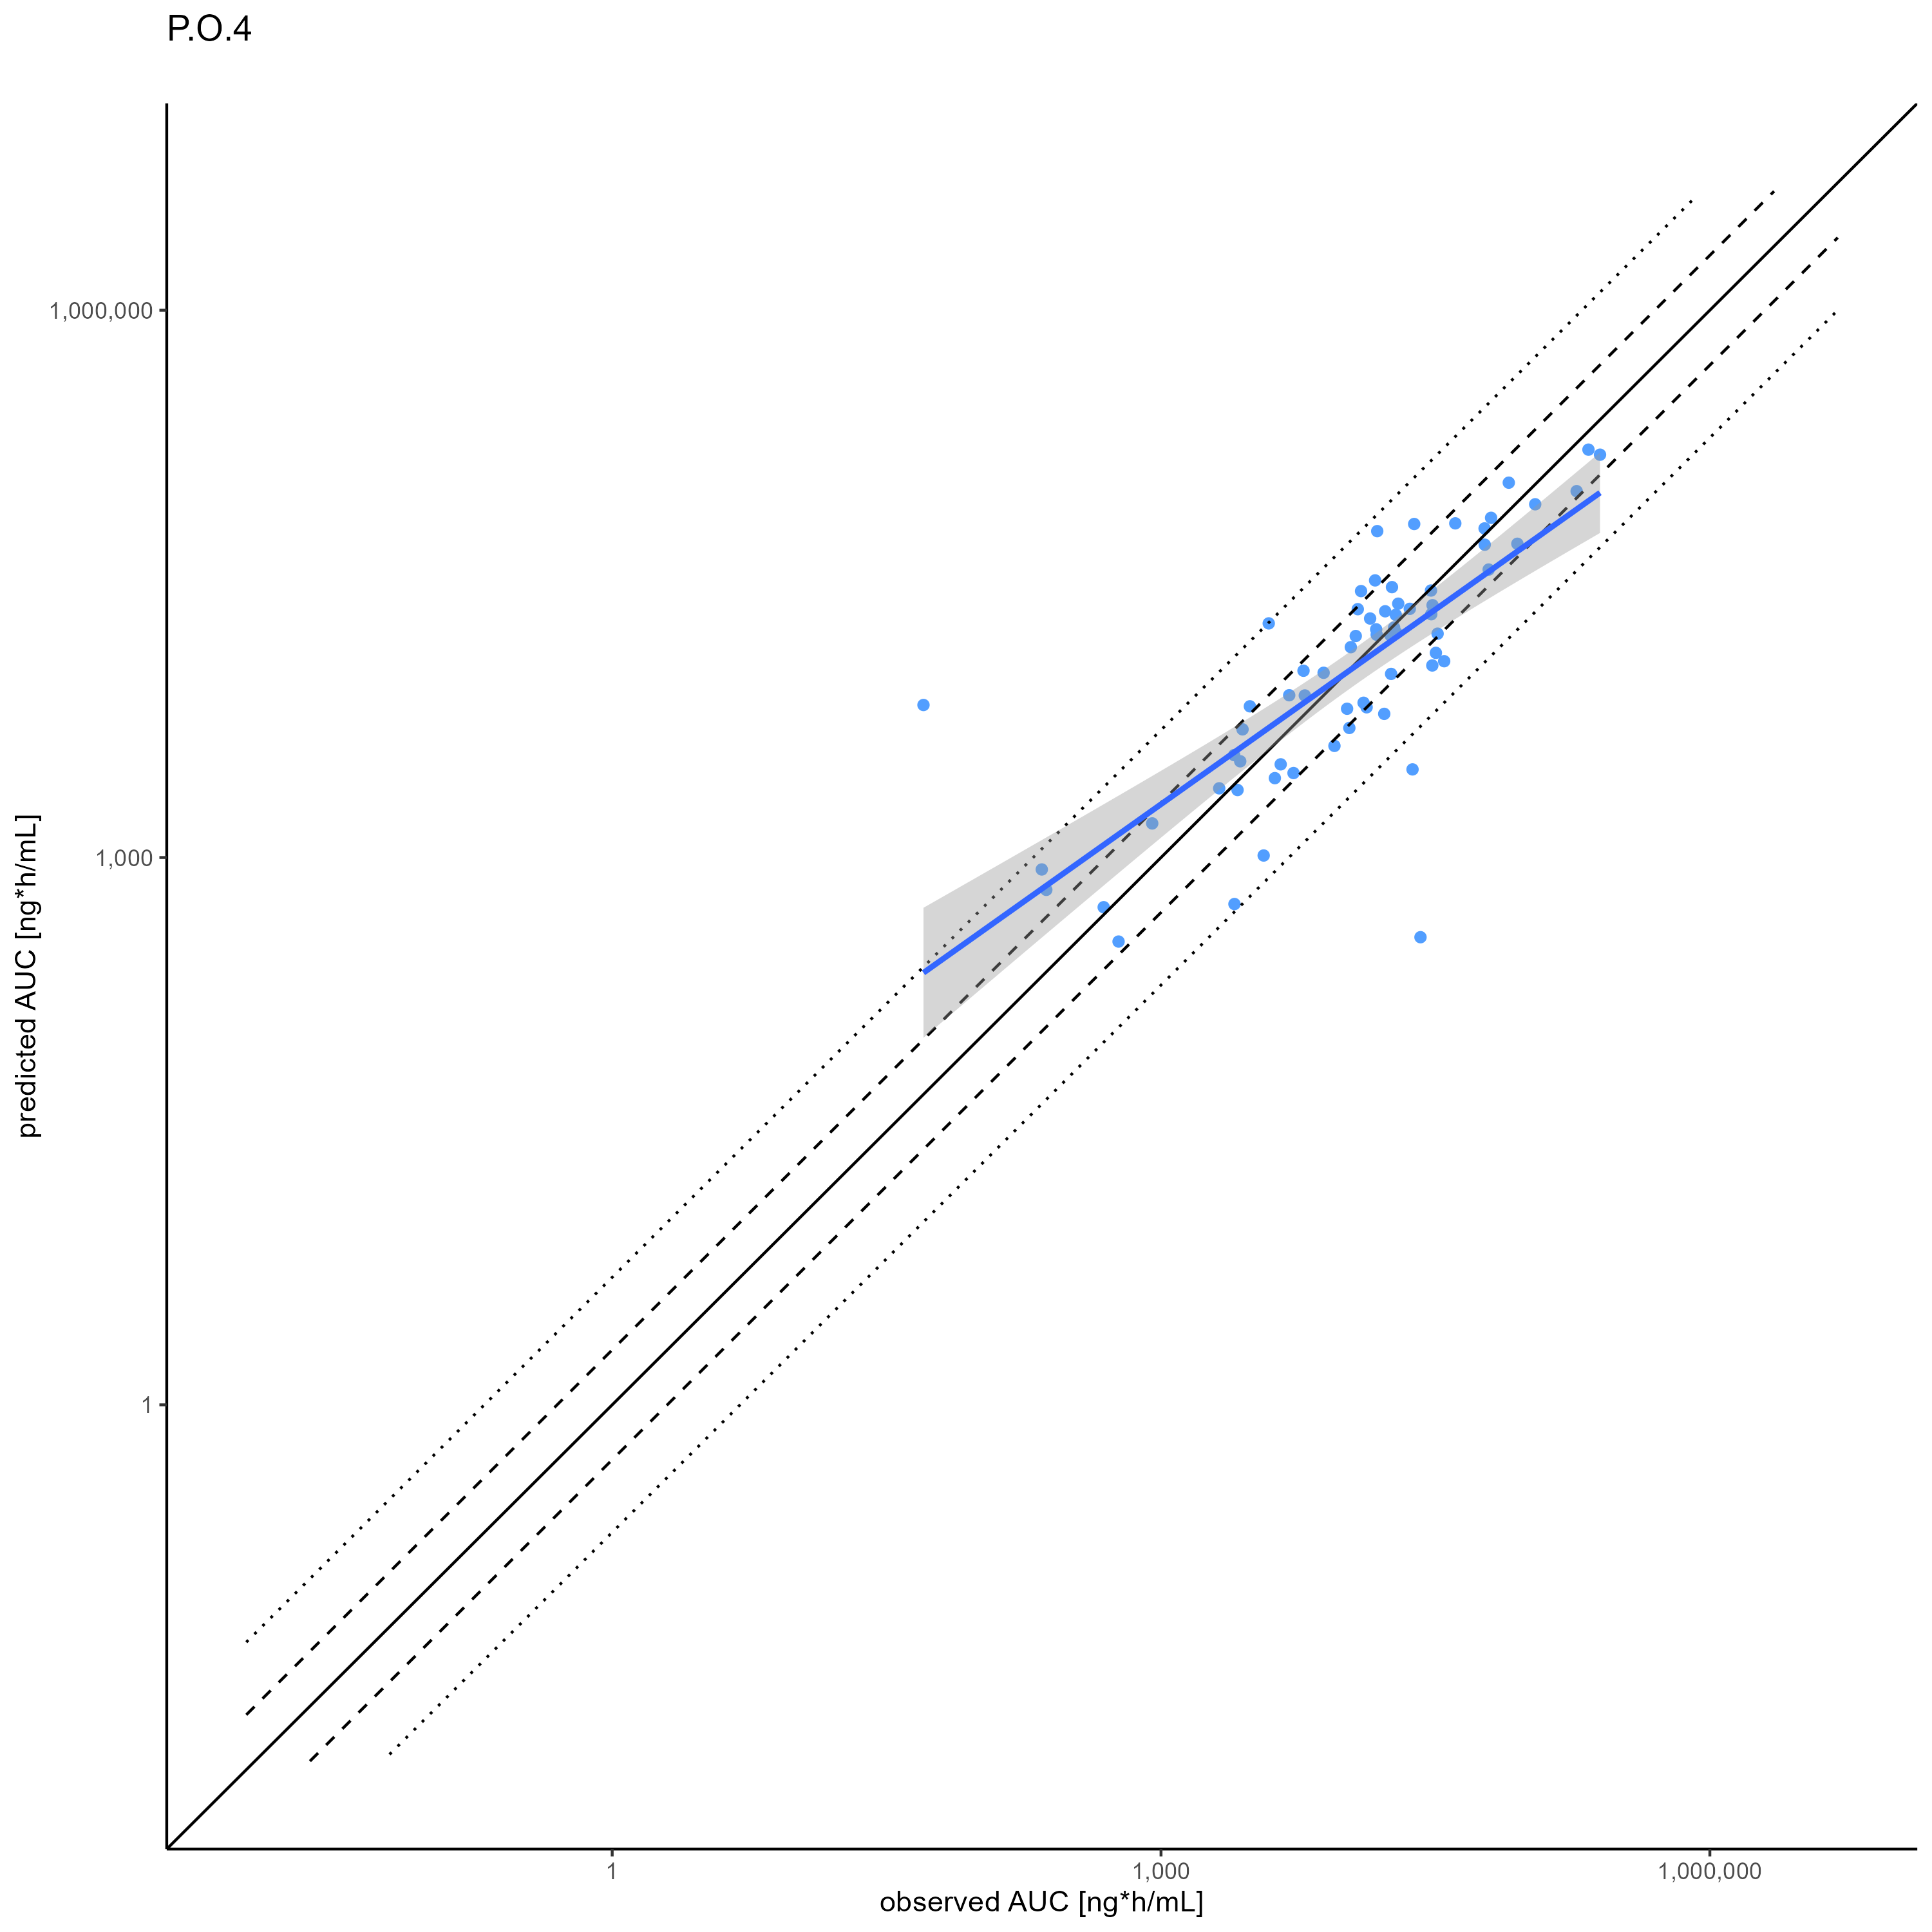 P.O.4
predicted AUC [ng*h/mL]
1,000,000
1,000
1
1
1,000
1,000,000
observed AUC [ng*h/mL]